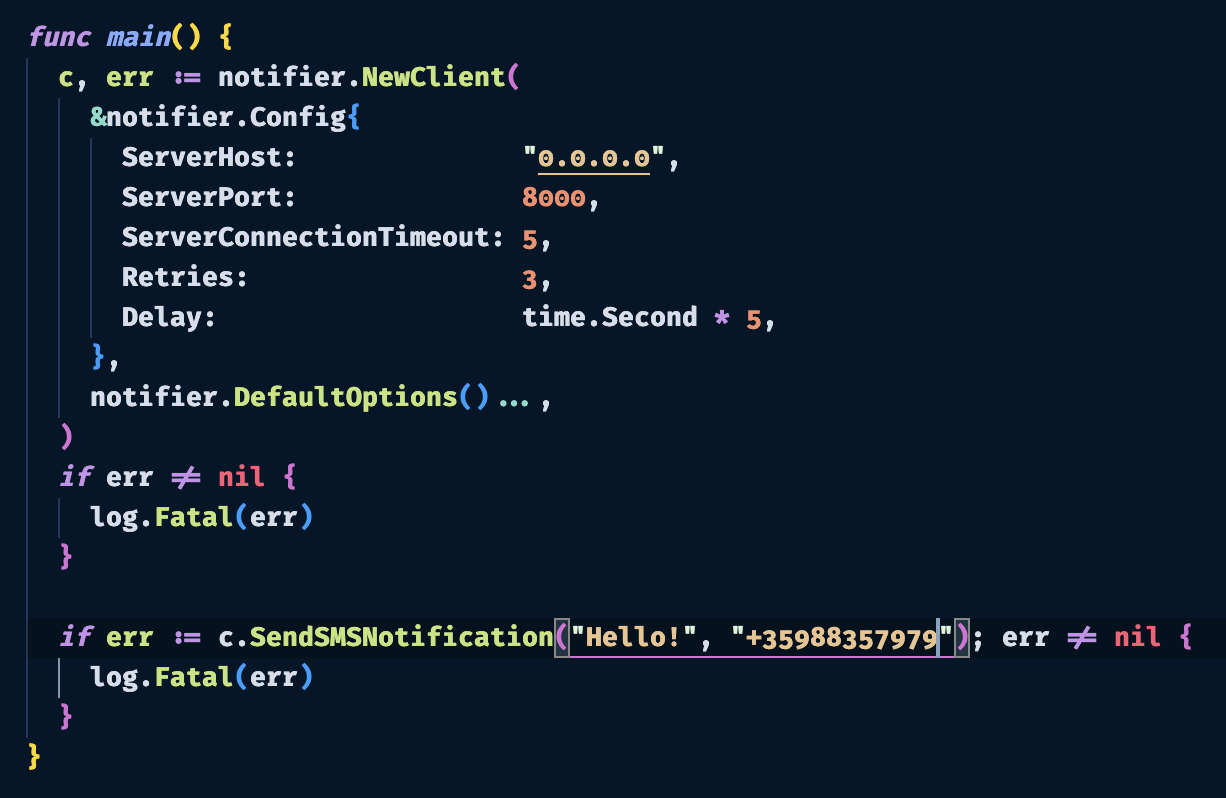 func main() {
  c, err := notifier.NewClient(
    &notifier.Config{
      ServerHost:              "0.0.0.0",
      ServerPort:              8000,
      ServerConnectionTimeout: 5,
      Retries:                 3,
      Delay:                   time.Second * 5,
    },
    notifier.DefaultOptions()...,
  )
  if err != nil {
    log.Fatal(err)
  }

  if err := c.SendSMSNotification("Hello!", "+35988357979"); err != nil {
    log.Fatal(err)
  }
}